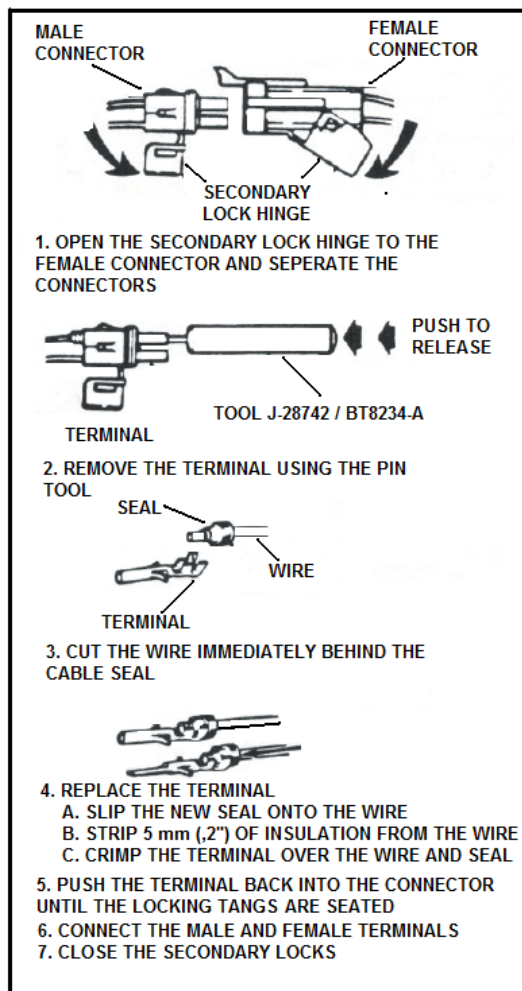 MALE
CONNECTOR
FEMALE
CONNECTOR
SECONDARY
LOCK HINGE
1. OPEN THE SECONDARY LOCK HINGE TO THE
FEMALE CONNECTOR AND SEPERATE THE
CONNECTORS
PUSH TO
RELEASE
TOOL J-28742 / BT8234-A
TERMINAL
2. REMOVE THE TERMINAL USING THE PIN
TOOL
SEAL
WIRE
TERMINAL
3. CUT THE WIRE IMMEDIATELY BEHIND THE
CABLE SEAL
4. REPLACE THE TERMINAL
A. SLIP THE NEW SEAL ONTO THE WIRE
B. STRIP 5 mm (,2") OF INSULATION FROM THE WIRE
C. CRIMP THE TERMINAL OVER THE WIRE AND SEAL
5. PUSH THE TERMINAL BACK INTO THE CONNECTOR
UNTIL THE LOCKING TANGS ARE SEATED
6. CONNECT THE MALE AND FEMALE TERMINALS
7. CLOSE THE SECONDARY LOCKS